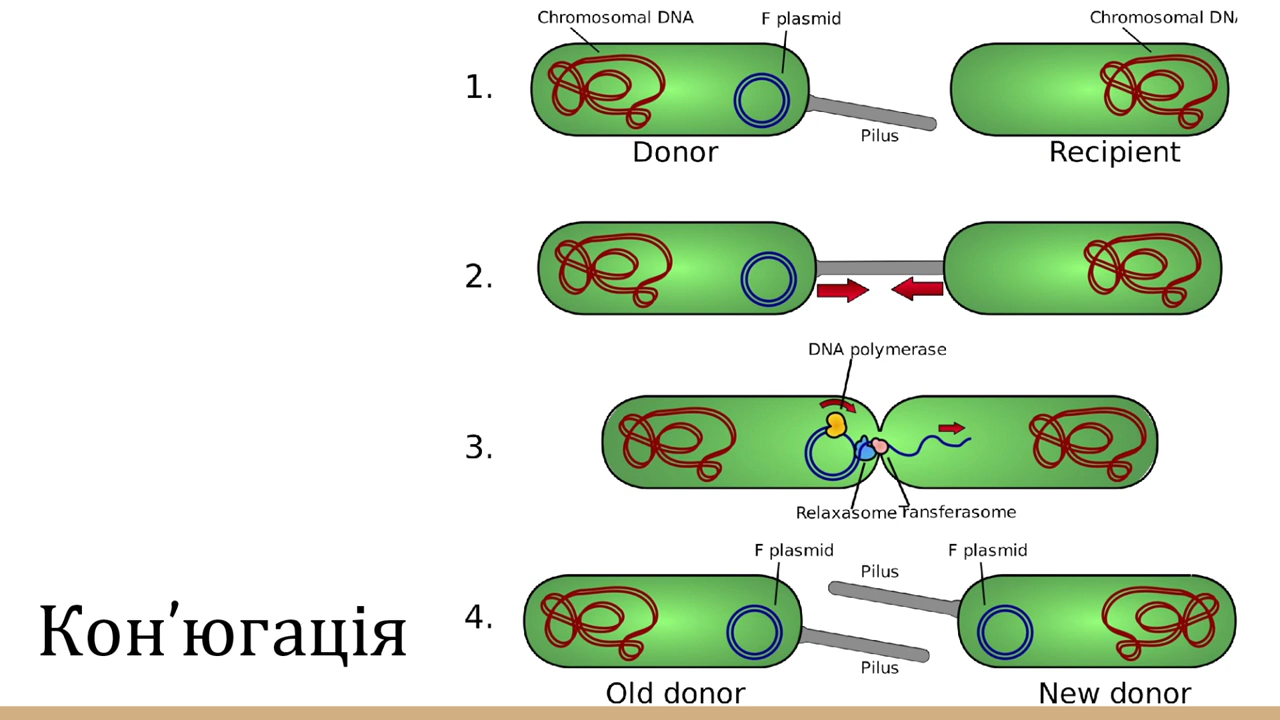 Chromosomal DNA
F plasmid
Chromosomal DN
1.
Pilus
Donor
Recipient
2.
DNA polymerase
3.
Relaxasome
Transferasome
F plasmid
F plasmid
Pilus
4.
Кон’югація
Pilus
Old donor
New donor